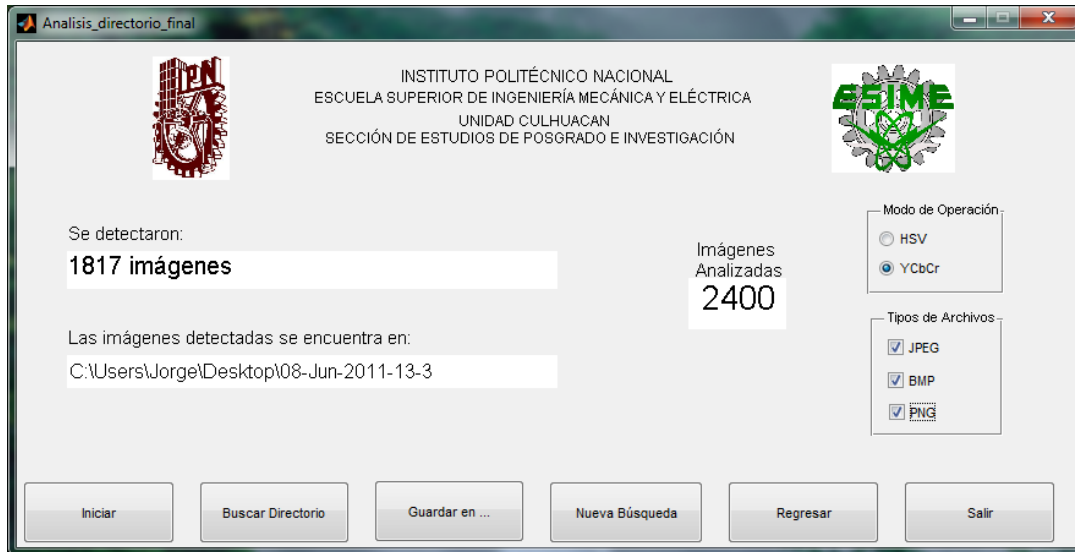 Analisis_directorio_final
IPN
INSTITUTO POLITÉCNICO NACIONAL
ESCUELA SUPERIOR DE INGENIERÍA MECÁNICA Y ELÉCTRICA
UNIDAD CULHUACAN
SECCIÓN DE ESTUDIOS DE POSGRADO E INVESTIGACIÓN
ESIME
Se detectaron:
1817 imágenes
Imágenes
Analizadas
2400
Modo de Operación
HSV
YCbCr
Las imágenes detectadas se encuentra en:
C:\Users\Jorge\Desktop\08-Jun-2011-13-3
Tipos de Archivos
JPEG
BMP
PNG
Iniciar
Buscar Directorio
Guardar en ...
Nueva Búsqueda
Regresar
Salir